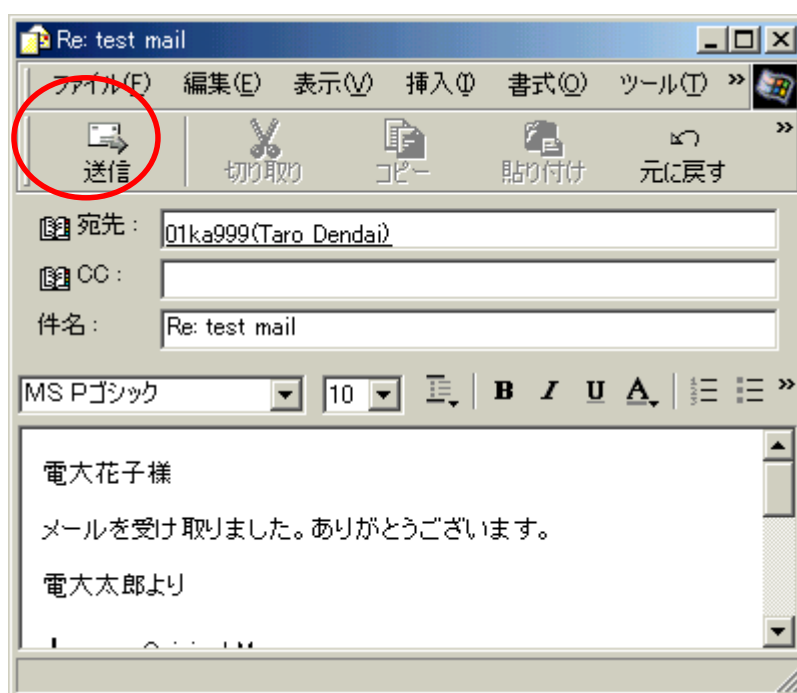 Re: test mail
ファイル(F) 編集(E) 表示(V) 挿入(I) 書式(O) ツール(T) »
送信 切り取り コピー 貼り付け 元に戻す »
宛先 : 01ka999(Taro Dendai)
CC :
件名 : Re: test mail
MS Pゴシック 10 B I U A »
電大花子様
メールを受け取りました。ありがとうございます。
電大太郎より